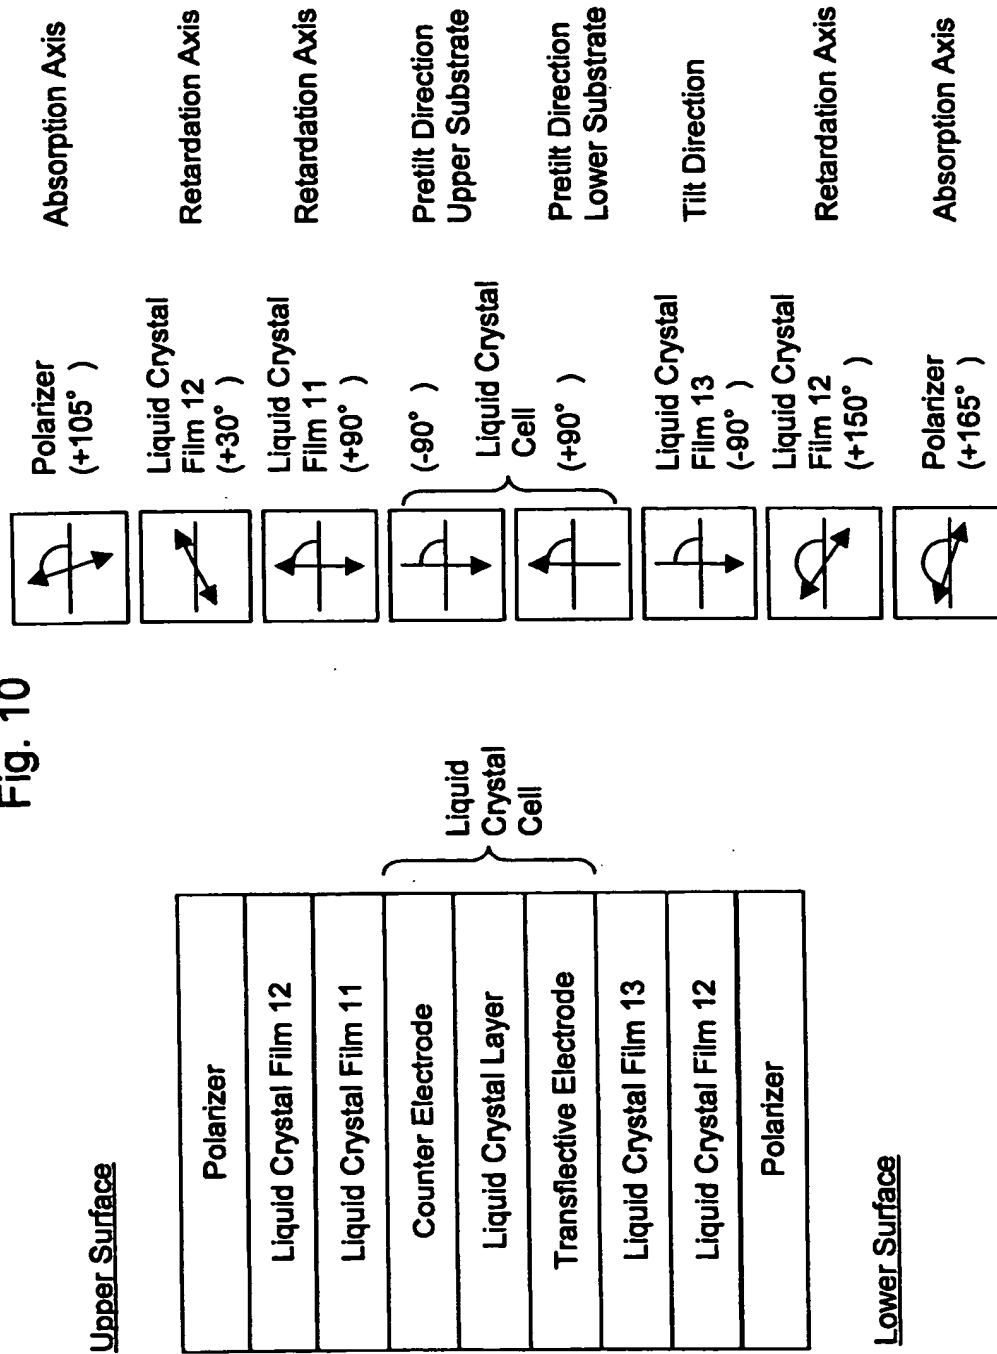 Fig. 10
Upper Surface
Polarizer
Liquid Crystal Film 12
Liquid Crystal Film 11
Counter Electrode
Liquid Crystal Layer
Transflective Electrode
Liquid Crystal Film 13
Liquid Crystal Film 12
Polarizer
Lower Surface
Liquid
Crystal
Cell
Polarizer
(+105° )
Absorption Axis
Liquid Crystal
Film 12
(+30° )
Retardation Axis
Liquid Crystal
Film 11
(+90° )
Retardation Axis
(-90° )
Pretilt Direction
Upper Substrate
Liquid Crystal
Cell
(+90° )
Pretilt Direction
Lower Substrate
Liquid Crystal
Film 13
(-90° )
Tilt Direction
Liquid Crystal
Film 12
(+150° )
Retardation Axis
Polarizer
(+165° )
Absorption Axis